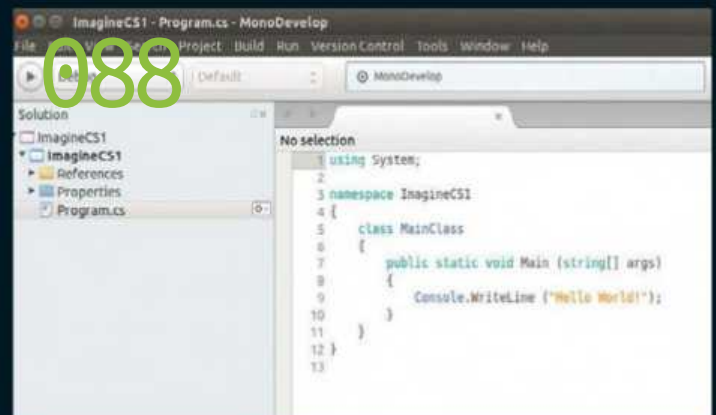 ImagineCS1 - Program.cs - MonoDevelop
File Project Build Run Version Control Tools Window Help
088
Default
MonoDevelop
Solution
ImagineCS1
ImagineCS1
References
Properties
Program.cs
No selection
1 using System;
2
3 namespace ImagineCS1
4 {
5 class MainClass
6 {
7 public static void Main (string[] args)
8 {
9 Console.WriteLine ("Hello World!");
10 }
11 }
12 }
13